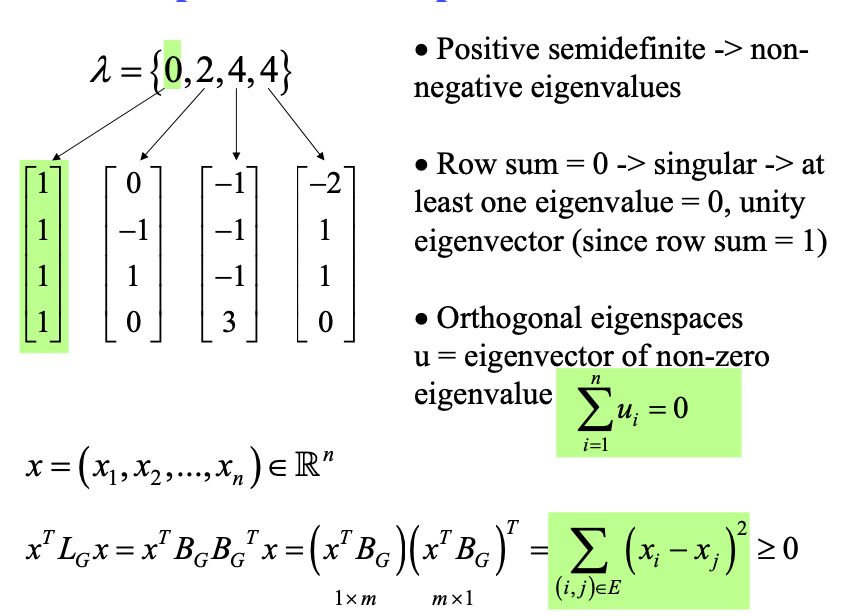 λ = {0, 2, 4, 4}
[1 1 1 1] [0 −1 1 0] [−1 −1 −1 3] [−2 1 1 0]
• Positive semidefinite -> non-
negative eigenvalues
• Row sum = 0 -> singular -> at
least one eigenvalue = 0, unity
eigenvector (since row sum = 1)
• Orthogonal eigenspaces
u = eigenvector of non-zero
eigenvalue ∑_{i=1}^{n} u_i = 0
x = (x_1, x_2, ..., x_n) ∈ ℝ^n
x^T L_G x = x^T B_G B_G^T x = (x^T B_G)(x^T B_G)^T = ∑_{(i,j)∈E} (x_i − x_j)^2 ≥ 0
1×m m×1